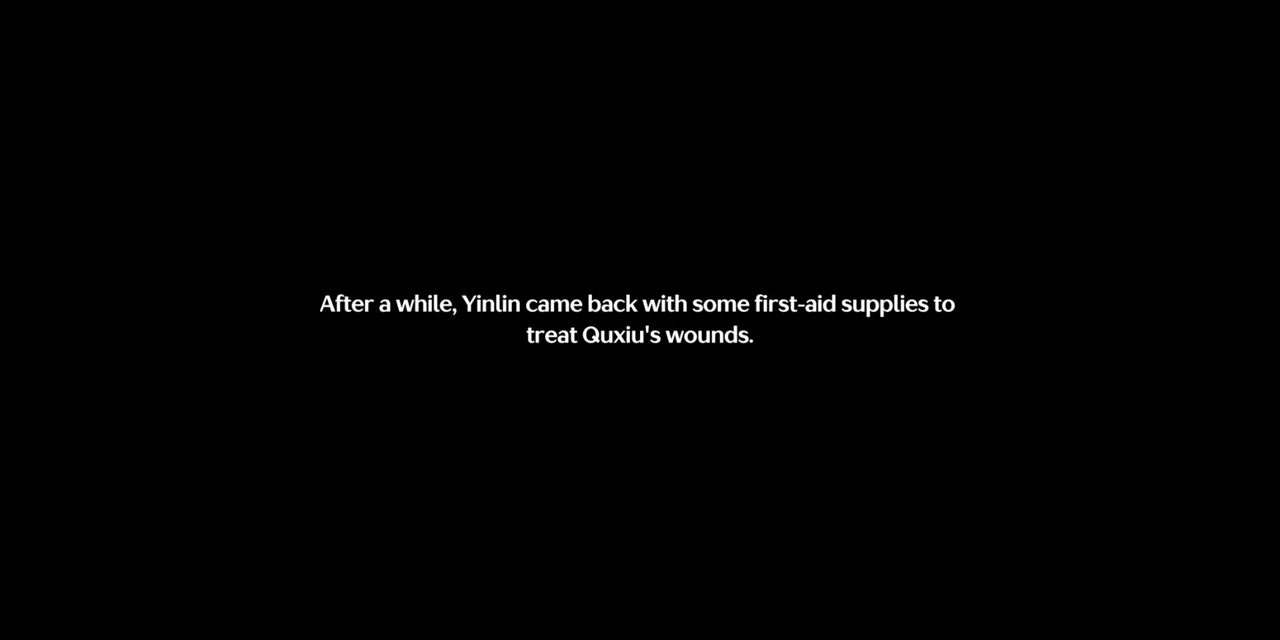 After a while, Yinlin came back with some first-aid supplies to
treat Quxiu's wounds.